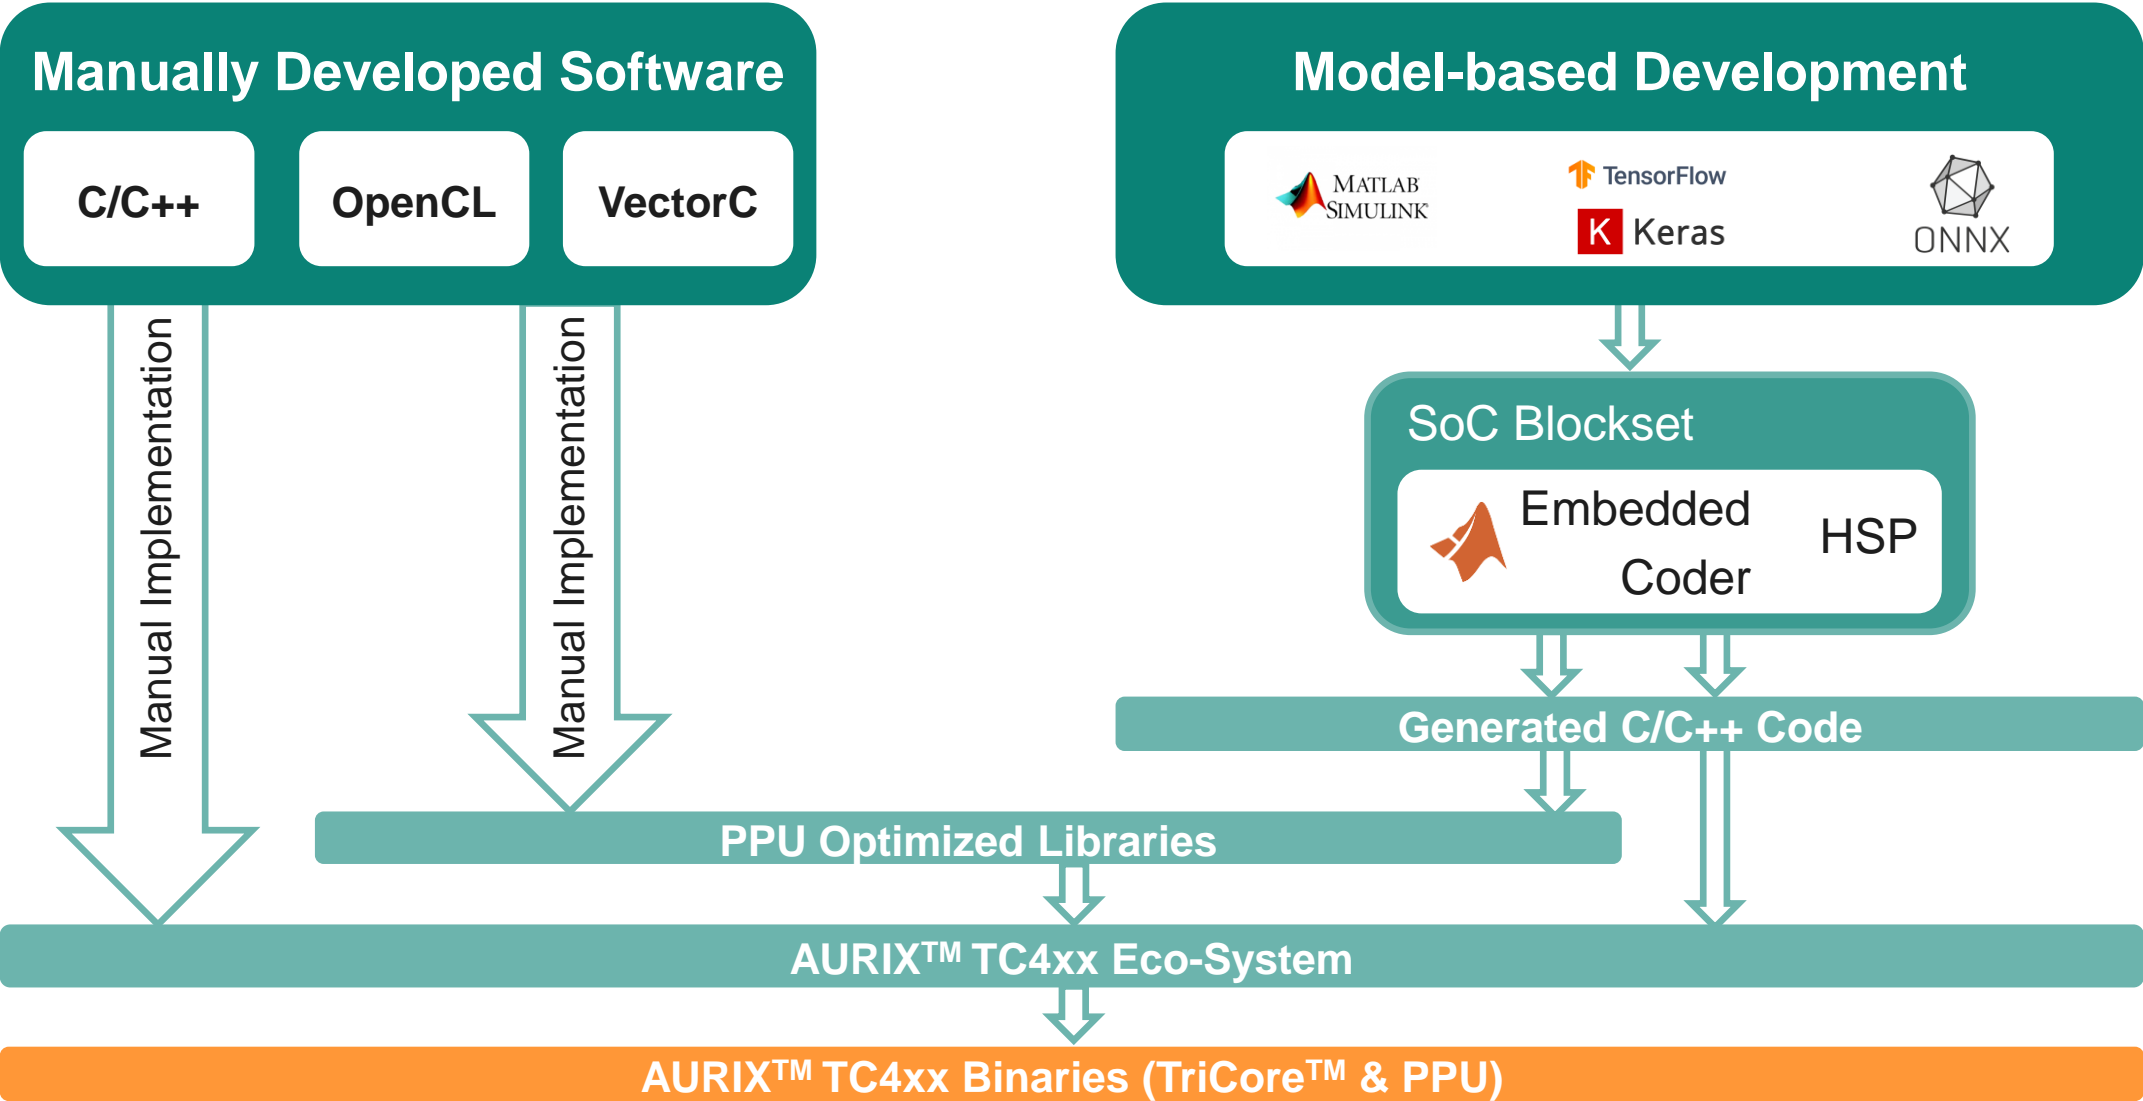 Manually Developed Software
C/C++
OpenCL
VectorC
Model-based Development
MATLAB
SIMULINK®
TensorFlow
K Keras
ONNX
Manual Implementation
Manual Implementation
SoC Blockset
Embedded
Coder
HSP
Generated C/C++ Code
PPU Optimized Libraries
AURIX™ TC4xx Eco-System
AURIX™ TC4xx Binaries (TriCore™ & PPU)